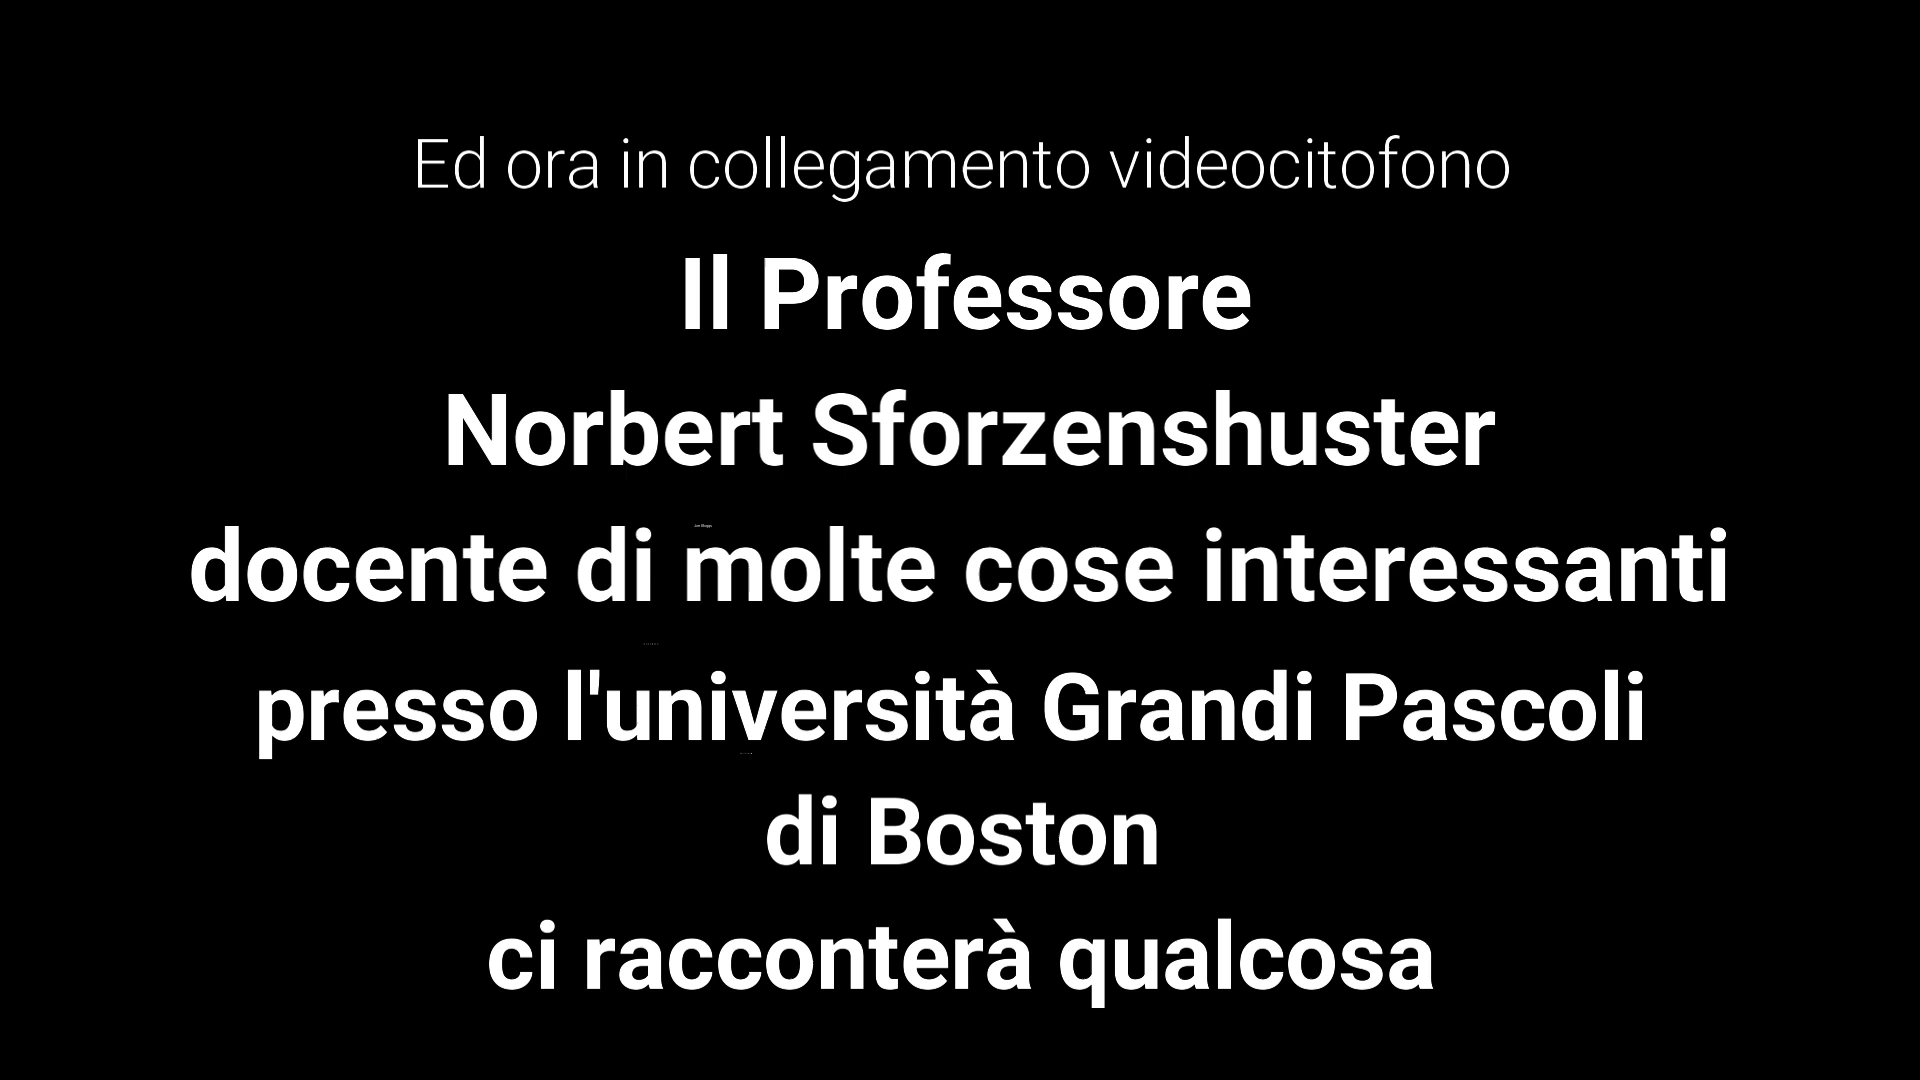 Ed ora in collegamento videocitofono
Il Professore
Norbert Sforzenshuster
docente di molte cose interessanti
presso l'università Grandi Pascoli
di Boston
ci racconterà qualcosa